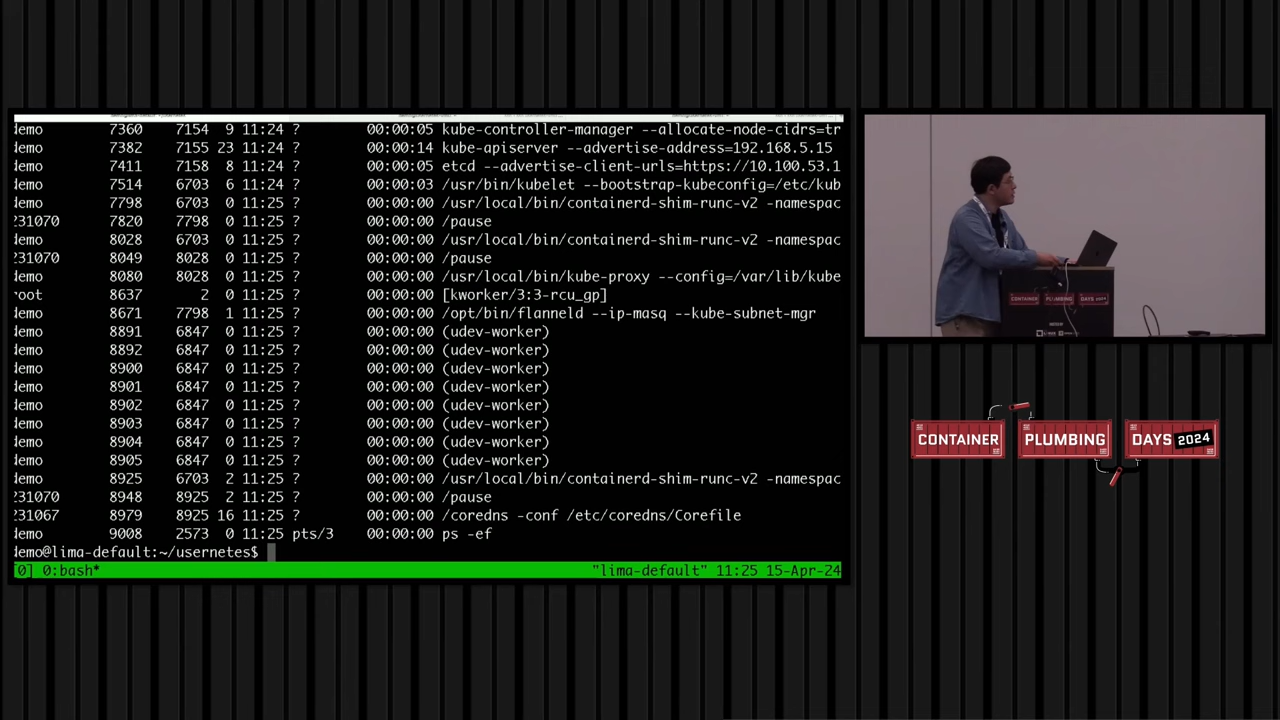 demo 7360 7154 9 11:24 ? 00:00:05 kube-controller-manager --allocate-node-cidrs=tr
demo 7382 7155 23 11:24 ? 00:00:14 kube-apiserver --advertise-address=192.168.5.15
demo 7411 7158 8 11:24 ? 00:00:05 etcd --advertise-client-urls=https://10.100.53.1
demo 7514 6703 6 11:24 ? 00:00:03 /usr/bin/kubelet --bootstrap-kubeconfig=/etc/kub
demo 7798 6703 0 11:25 ? 00:00:00 /usr/local/bin/containerd-shim-runc-v2 -namespac
231070 7820 7798 0 11:25 ? 00:00:00 /pause
demo 8028 6703 0 11:25 ? 00:00:00 /usr/local/bin/containerd-shim-runc-v2 -namespac
231070 8049 8028 0 11:25 ? 00:00:00 /pause
demo 8080 8028 0 11:25 ? 00:00:00 /usr/local/bin/kube-proxy --config=/var/lib/kube
root 8637 2 0 11:25 ? 00:00:00 [kworker/3:3-rcu_gp]
demo 8671 7798 1 11:25 ? 00:00:00 /opt/bin/flanneld --ip-masq --kube-subnet-mgr
demo 8891 6847 0 11:25 ? 00:00:00 (udev-worker)
demo 8892 6847 0 11:25 ? 00:00:00 (udev-worker)
demo 8900 6847 0 11:25 ? 00:00:00 (udev-worker)
demo 8901 6847 0 11:25 ? 00:00:00 (udev-worker)
demo 8902 6847 0 11:25 ? 00:00:00 (udev-worker)
demo 8903 6847 0 11:25 ? 00:00:00 (udev-worker)
demo 8904 6847 0 11:25 ? 00:00:00 (udev-worker)
demo 8905 6847 0 11:25 ? 00:00:00 (udev-worker)
demo 8925 6703 2 11:25 ? 00:00:00 /usr/local/bin/containerd-shim-runc-v2 -namespac
231070 8948 8925 2 11:25 ? 00:00:00 /pause
231067 8979 8925 16 11:25 ? 00:00:00 /coredns -conf /etc/coredns/Corefile
demo 9008 2573 0 11:25 pts/3 00:00:00 ps -ef
demo@lima-default:~/usernetes$
[0] 0:bash* "lima-default" 11:25 15-Apr-24
CONTAINER PLUMBING DAYS 2024
CONTAINER PLUMBING DAYS 2024